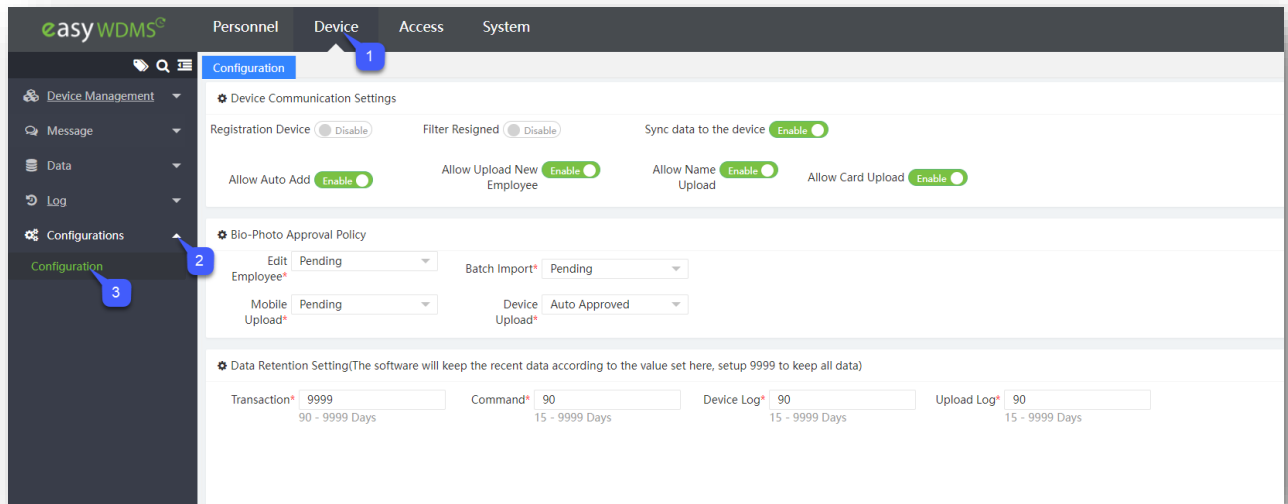 easy WDMS
Personnel Device Access System
1
Configuration
Device Management
Message
Data
Log
Configurations
2
Configuration
3
Device Communication Settings
Registration Device Disable Filter Resigned Disable Sync data to the device Enable
Allow Auto Add Enable Allow Upload New Employee Enable Allow Name Upload Enable Allow Card Upload Enable
Bio-Photo Approval Policy
Edit Employee* Pending Batch Import* Pending
Mobile Upload* Pending Device Upload* Auto Approved
Data Retention Setting(The software will keep the recent data according to the value set here, setup 9999 to keep all data)
Transaction* 9999 Command* 90 Device Log* 90 Upload Log* 90
90 - 9999 Days 15 - 9999 Days 15 - 9999 Days 15 - 9999 Days